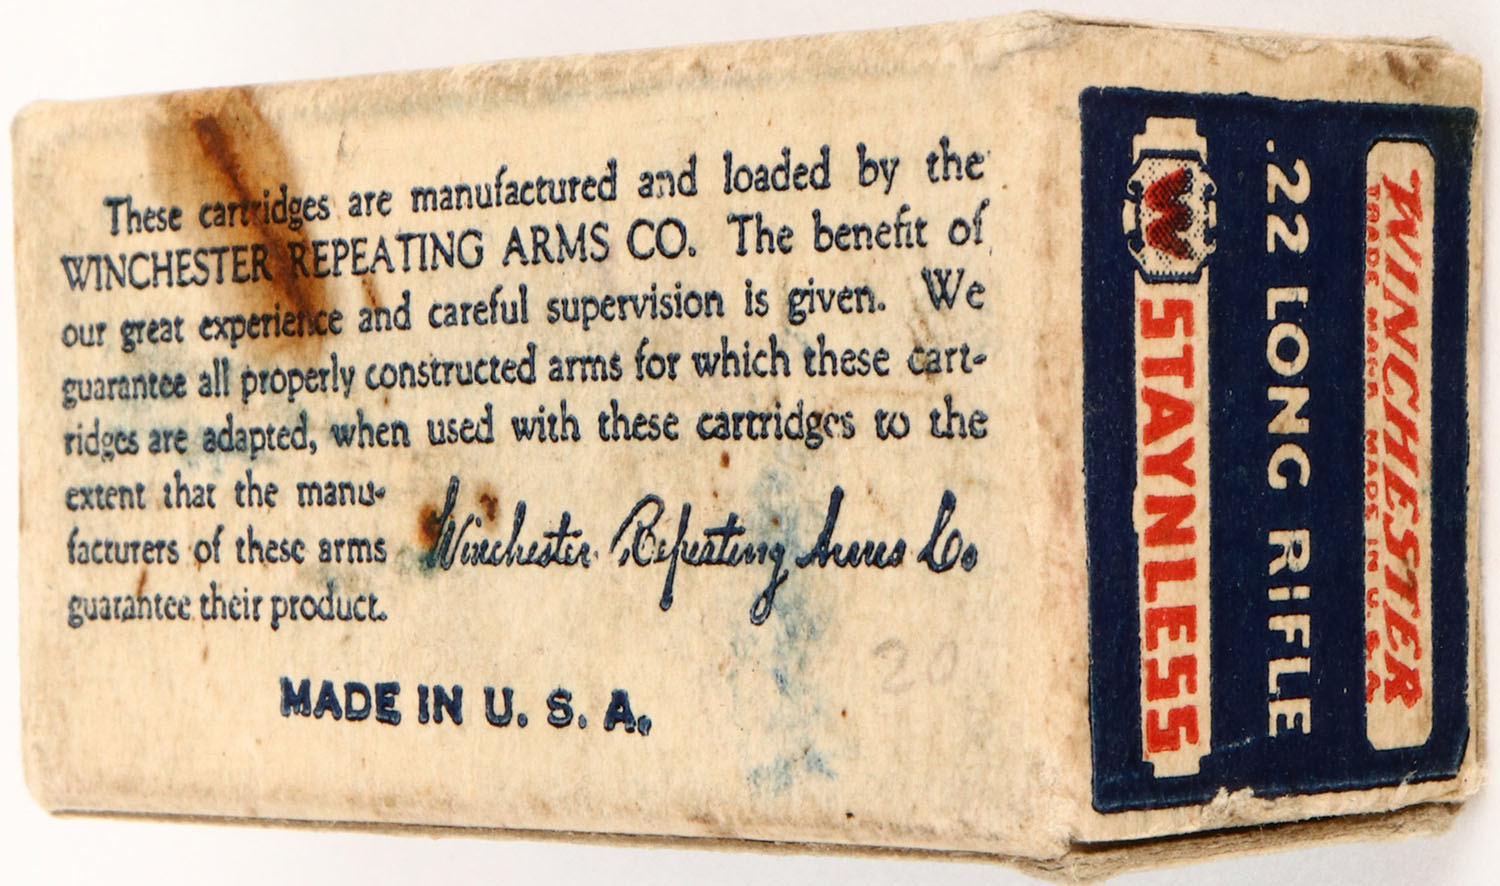 These cartridges are manufactured and loaded by the
WINCHESTER REPEATING ARMS CO. The benefit of
our great experience and careful supervision is given. We
guarantee all properly constructed arms for which these cart-
ridges are adapted, when used with these cartridges to the
extent that the manu-
facturers of these arms
guarantee their product.
Winchester Repeating Arms Co
MADE IN U. S. A.
20
WINCHESTER
TRADE MARK MADE IN U.S.A.
.22 LONG RIFLE
W STAYNLESS